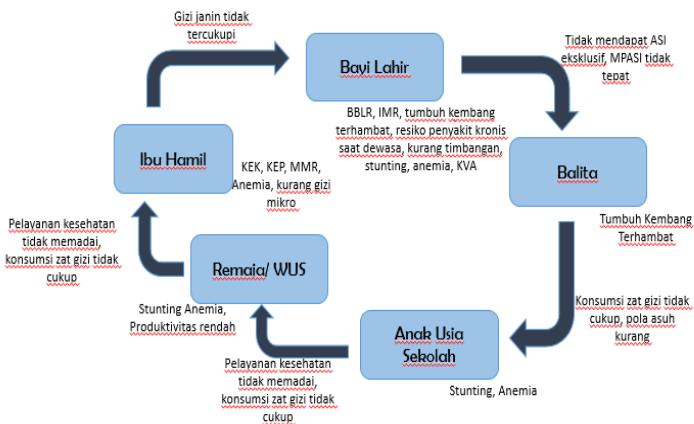 Gizi janin tidak
tercukupi
Bayi Lahir
Tidak mendapat ASI
eksklusif, MPASI tidak
tepat
BBLR, IMR, tumbuh kembang
terhambat, resiko penyakit kronis
saat dewasa, kurang timbangan,
stunting, anemia, KVA
Balita
Tumbuh Kembang
Terhambat
Konsumsi zat gizi tidak
cukup, pola asuh
kurang
Anak Usia
Sekolah
Stunting, Anemia
Pelayanan kesehatan
tidak memadai,
konsumsi zat gizi tidak
cukup
Remaia/ WUS
Stunting Anemia,
Produktivitas rendah
Pelayanan kesehatan
tidak memadai,
konsumsi zat gizi tidak
cukup
Ibu Hamil
KEK, KEP, MMR,
Anemia, kurang gizi
mikro